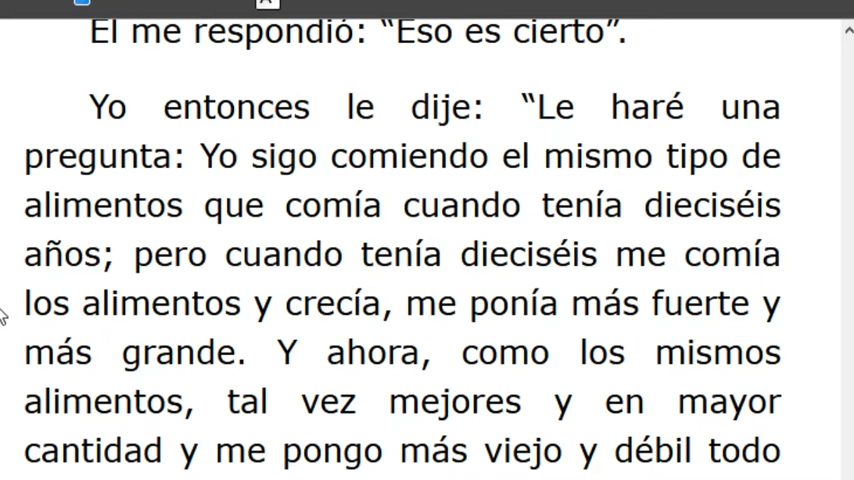 El me respondió: “Eso es cierto”.
Yo entonces le dije: “Le haré una
pregunta: Yo sigo comiendo el mismo tipo de
alimentos que comía cuando tenía dieciséis
años; pero cuando tenía dieciséis me comía
los alimentos y crecía, me ponía más fuerte y
más grande. Y ahora, como los mismos
alimentos, tal vez mejores y en mayor
cantidad y me pongo más viejo y débil todo